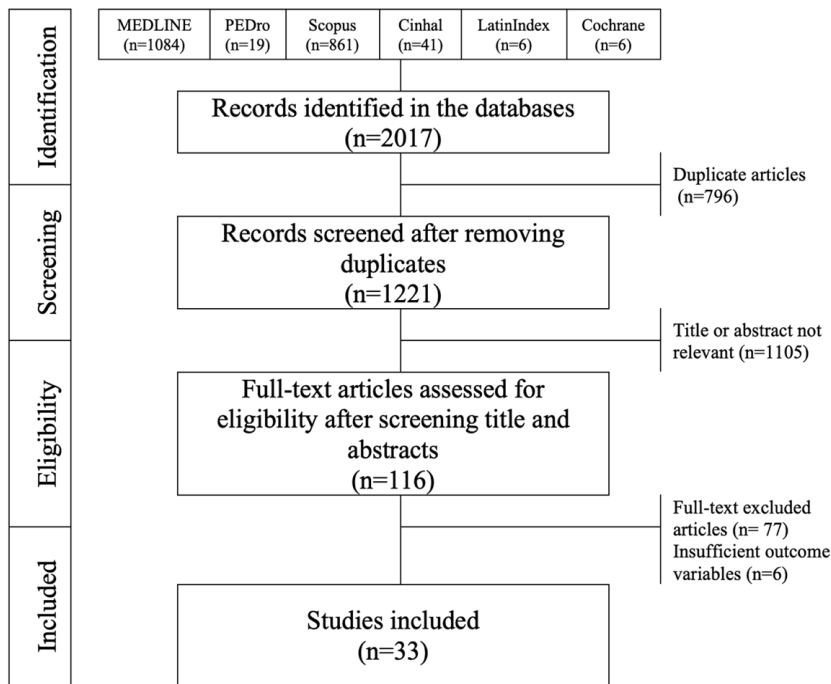 Identification
MEDLINE
(n=1084)
PEDro
(n=19)
Scopus
(n=861)
Cinhal
(n=41)
LatinIndex
(n=6)
Cochrane
(n=6)
Records identified in the databases
(n=2017)
Duplicate articles
(n=796)
Screening
Records screened after removing
duplicates
(n=1221)
Title or abstract not
relevant (n=1105)
Eligibility
Full-text articles assessed for
eligibility after screening title and
abstracts
(n=116)
Full-text excluded
articles (n= 77)
Insufficient outcome
variables (n=6)
Included
Studies included
(n=33)